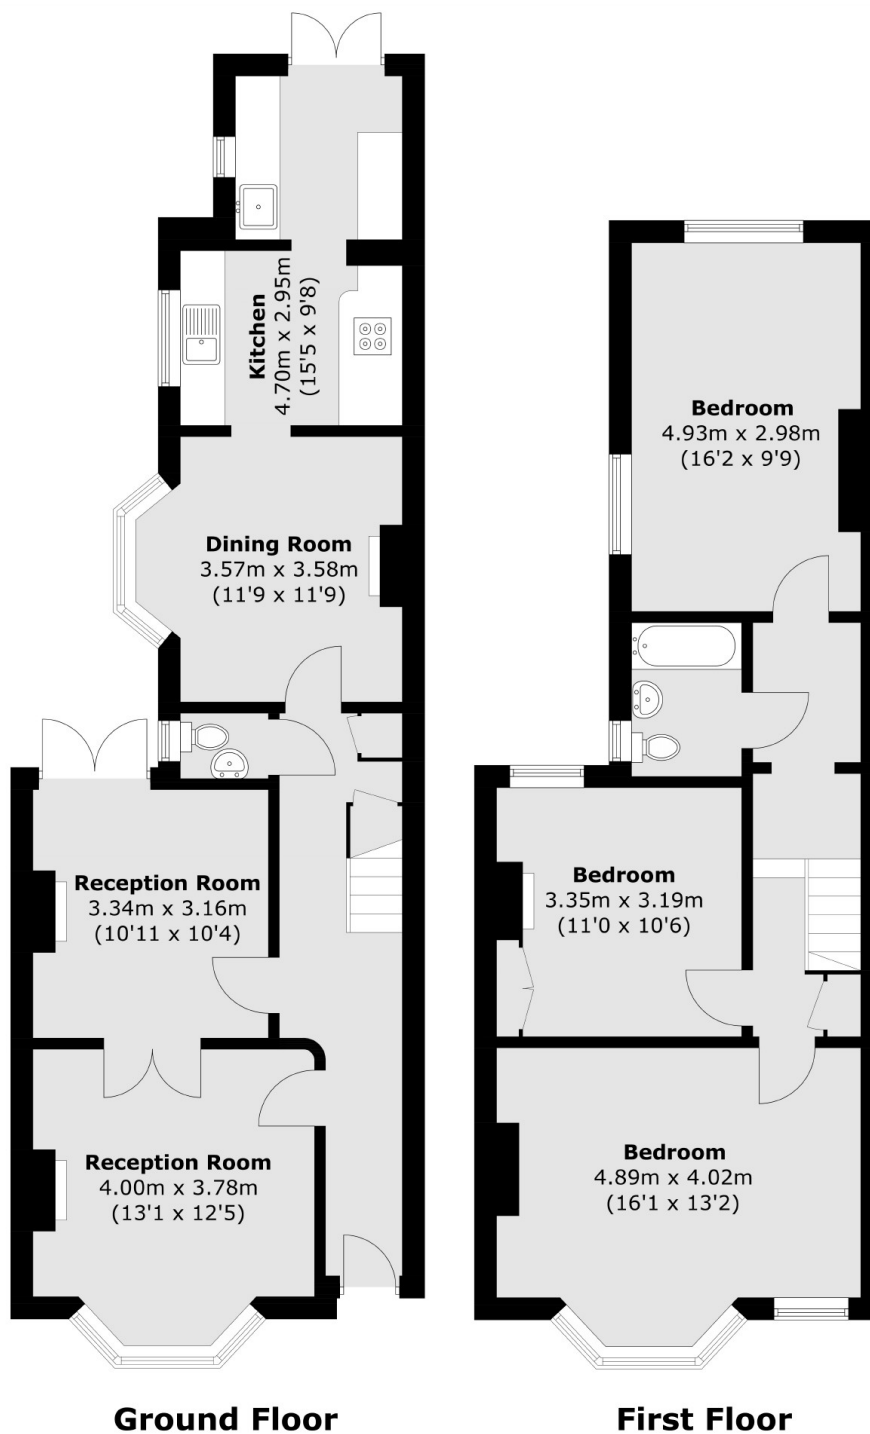 Kitchen
4.70m x 2.95m
(15'5 x 9'8)
Dining Room
3.57m x 3.58m
(11'9 x 11'9)
Reception Room
3.34m x 3.16m
(10'11 x 10'4)
Reception Room
4.00m x 3.78m
(13'1 x 12'5)
Ground Floor
Bedroom
4.93m x 2.98m
(16'2 x 9'9)
Bedroom
3.35m x 3.19m
(11'0 x 10'6)
Bedroom
4.89m x 4.02m
(16'1 x 13'2)
First Floor